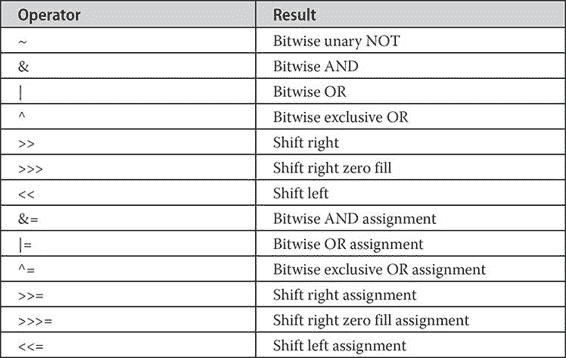 Operator Result
~ Bitwise unary NOT
& Bitwise AND
| Bitwise OR
^ Bitwise exclusive OR
>> Shift right
>>> Shift right zero fill
<< Shift left
&= Bitwise AND assignment
|= Bitwise OR assignment
^= Bitwise exclusive OR assignment
>>= Shift right assignment
>>>= Shift right zero fill assignment
<<= Shift left assignment